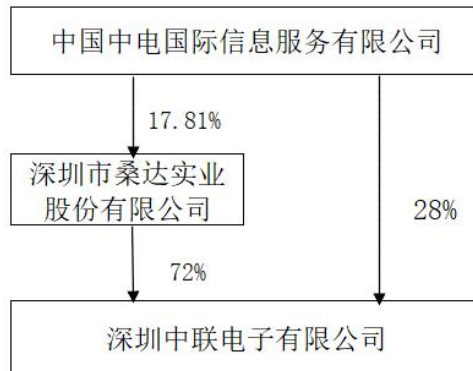 中国中电国际信息服务有限公司
17.81%
深圳市桑达实业
股份有限公司
28%
72%
深圳中联电子有限公司